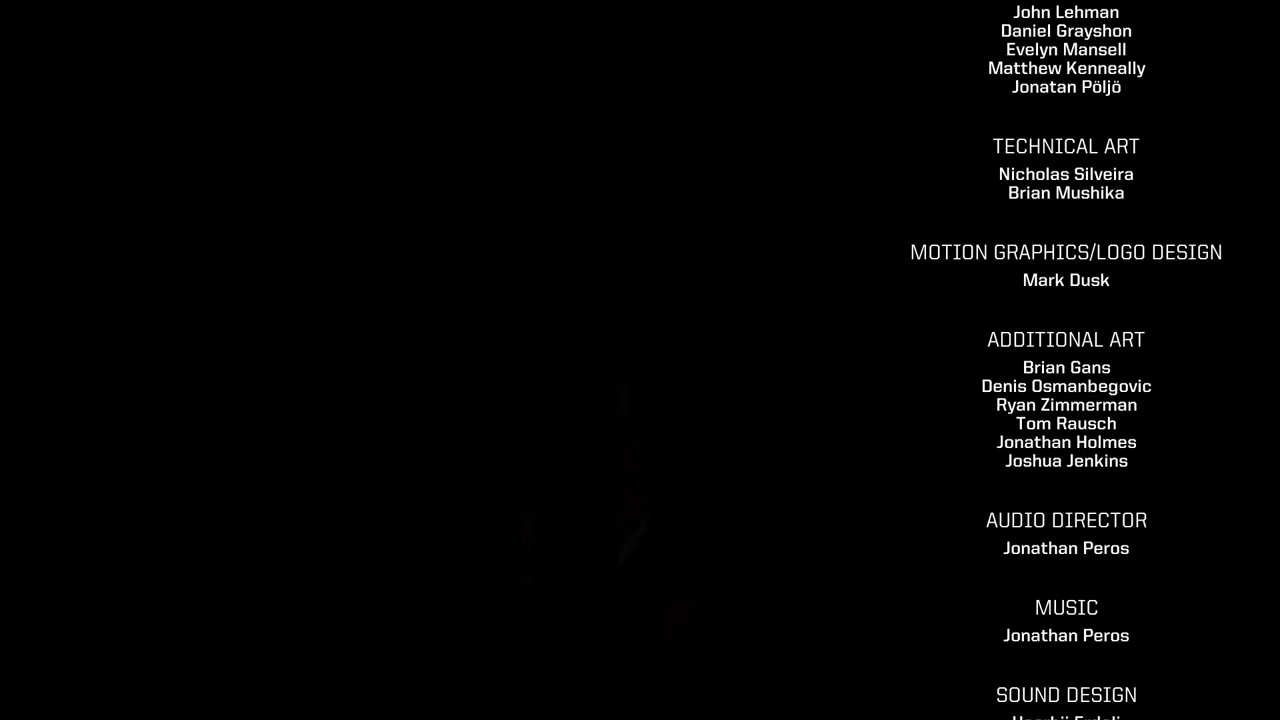 John Lehman
Daniel Grayshon
Evelyn Mansell
Matthew Kenneally
Jonatan Pöljö
TECHNICAL ART
Nicholas Silveira
Brian Mushika
MOTION GRAPHICS/LOGO DESIGN
Mark Dusk
ADDITIONAL ART
Brian Gans
Denis Osmanbegovic
Ryan Zimmerman
Tom Rausch
Jonathan Holmes
Joshua Jenkins
AUDIO DIRECTOR
Jonathan Peros
MUSIC
Jonathan Peros
SOUND DESIGN